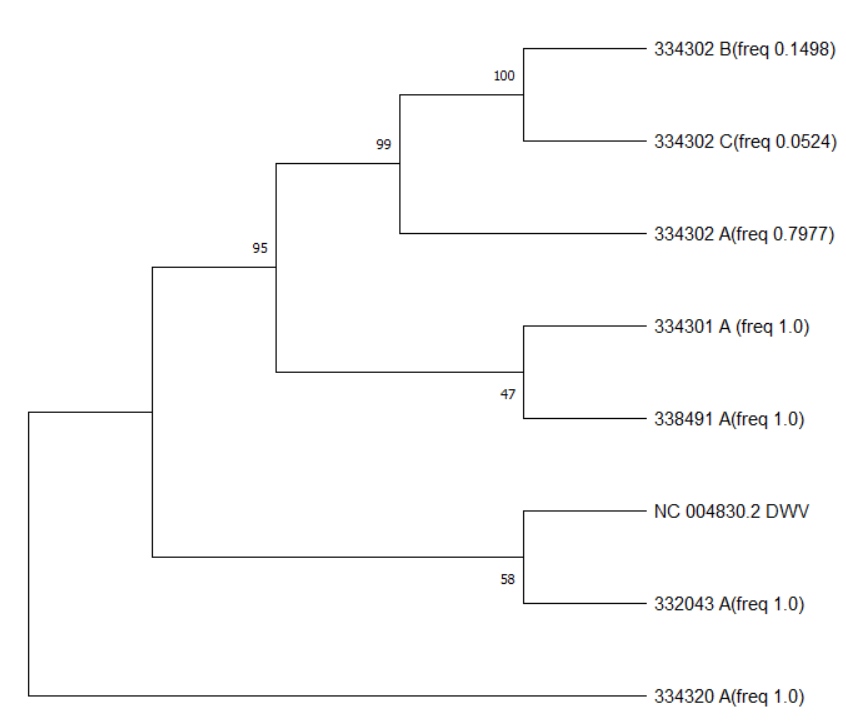 334302 B(freq 0.1498)
100
334302 C(freq 0.0524)
99
334302 A(freq 0.7977)
95
334301 A (freq 1.0)
47
338491 A(freq 1.0)
NC 004830.2 DWV
58
332043 A(freq 1.0)
334320 A(freq 1.0)